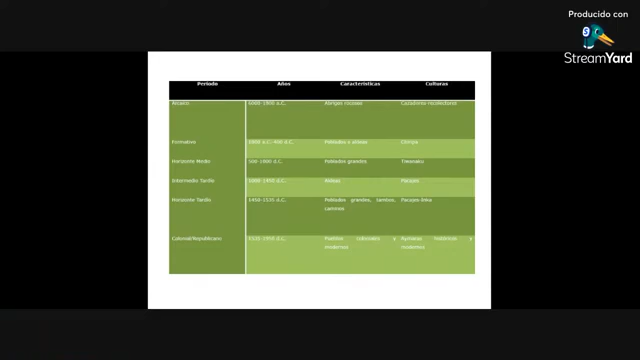 Producido con
StreamYard
Periodo Años Características Culturas
Arcaico 6000-1800 a.C. Abrigos rocosos Cazadores-recolectores
Formativo 1800 a.C.-400 d.C. Poblados y aldeas Chiripa
Horizonte Medio 500-1000 d.C. Poblados grandes Tiwanaku
Intermedio Tardío 1000-1450 d.C. Aldeas Pacajes
Horizonte Tardío 1450-1535 d.C. Poblados grandes, tambos, Pacajes-Inka
caminos
Colonial/Republicano 1535-1950 d.C. Pueblos coloniales y Aymaras históricos y
modernos modernos